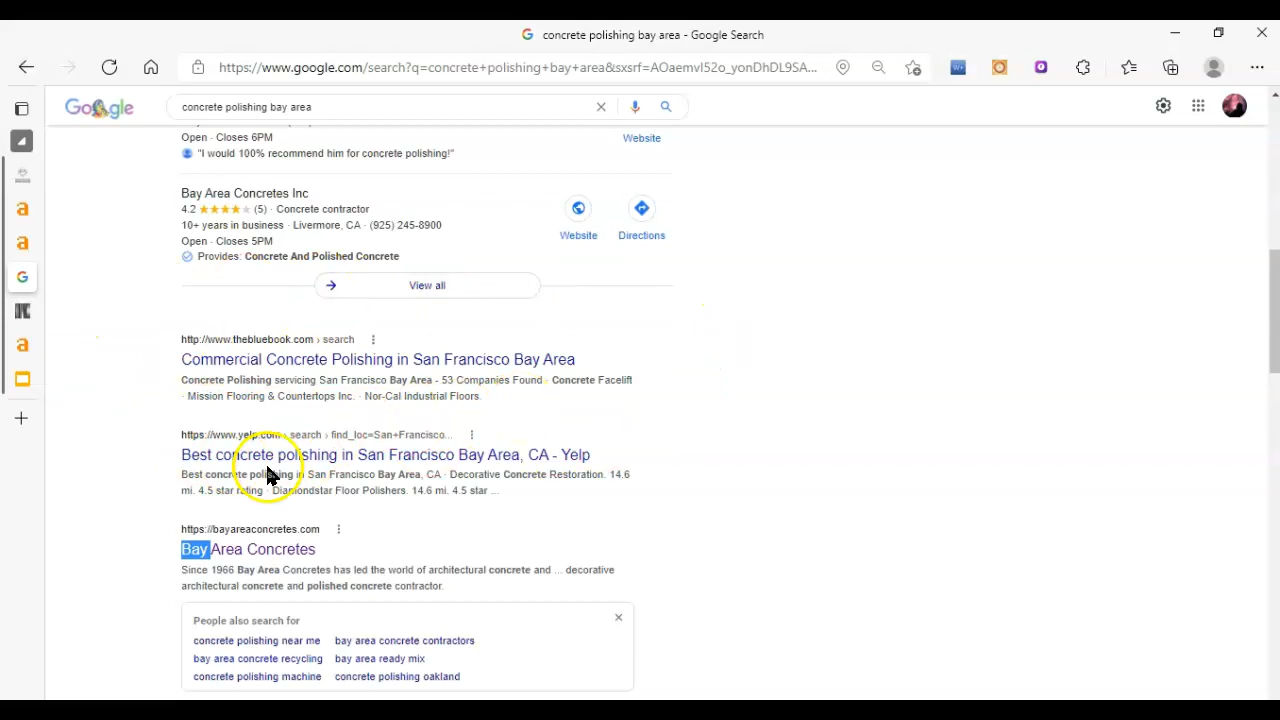 concrete polishing bay area - Google Search
https://www.google.com/search?q=concrete+polishing+bay+area&sxsrf=AOaemvI52o_yonDhDL9SA...
Google
concrete polishing bay area
Open · Closes 6PM
Website
"I would 100% recommend him for concrete polishing!"
Bay Area Concretes Inc
4.2 (5) · Concrete contractor
10+ years in business · Livermore, CA · (925) 245-8900
Website
Directions
Open · Closes 5PM
Provides: Concrete And Polished Concrete
View all
http://www.thebluebook.com › search
Commercial Concrete Polishing in San Francisco Bay Area
Concrete Polishing servicing San Francisco Bay Area - 53 Companies Found · Concrete Facelift
· Mission Flooring & Countertops Inc. · Nor-Cal Industrial Floors.
https://www.yelp.com › search › find_loc=San+Francisco...
Best concrete polishing in San Francisco Bay Area, CA - Yelp
Best concrete polishing in San Francisco Bay Area, CA · Decorative Concrete Restoration. 14.6
mi. 4.5 star rating · Diamondstar Floor Polishers. 14.6 mi. 4.5 star ...
https://bayareaconcretes.com
Bay Area Concretes
Since 1966 Bay Area Concretes has led the world of architectural concrete and ... decorative
architectural concrete and polished concrete contractor.
People also search for
concrete polishing near me
bay area concrete contractors
bay area concrete recycling
bay area ready mix
concrete polishing machine
concrete polishing oakland